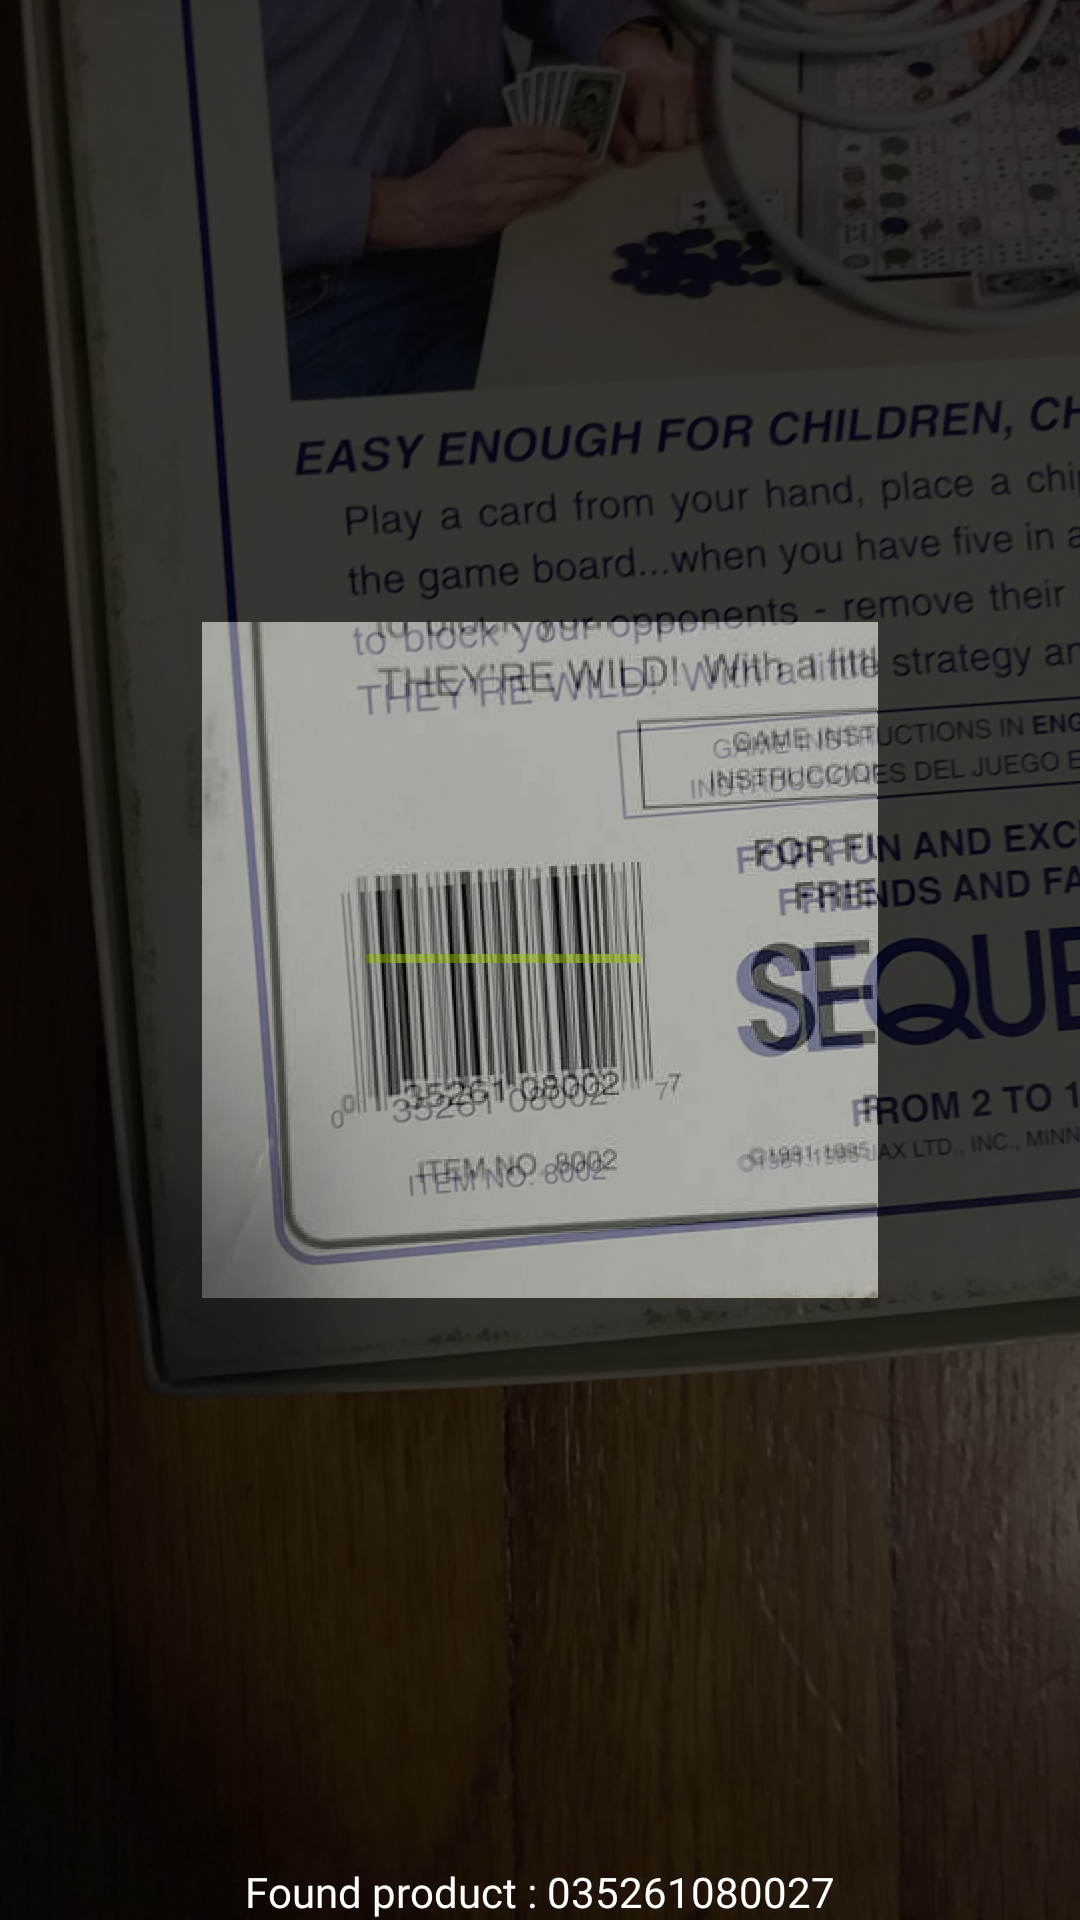 EASY ENOUGH FOR CHILDREN, CH
Play a card from your hand, place a chi
the game board...when you have five in a
to block your opponents - remove their
THEY'RE WILD! With a little strategy an
GAME INSTRUCTIONS IN ENG
INSTRUCCIONES DEL JUEGO E
FOR FUN AND EXC
FRIENDS AND FA
SEQUE
FROM 2 TO 1
©1981-1995 JAX LTD., INC., MINN
0 35261 08002 7
ITEM NO. 8002
Found product : 035261080027